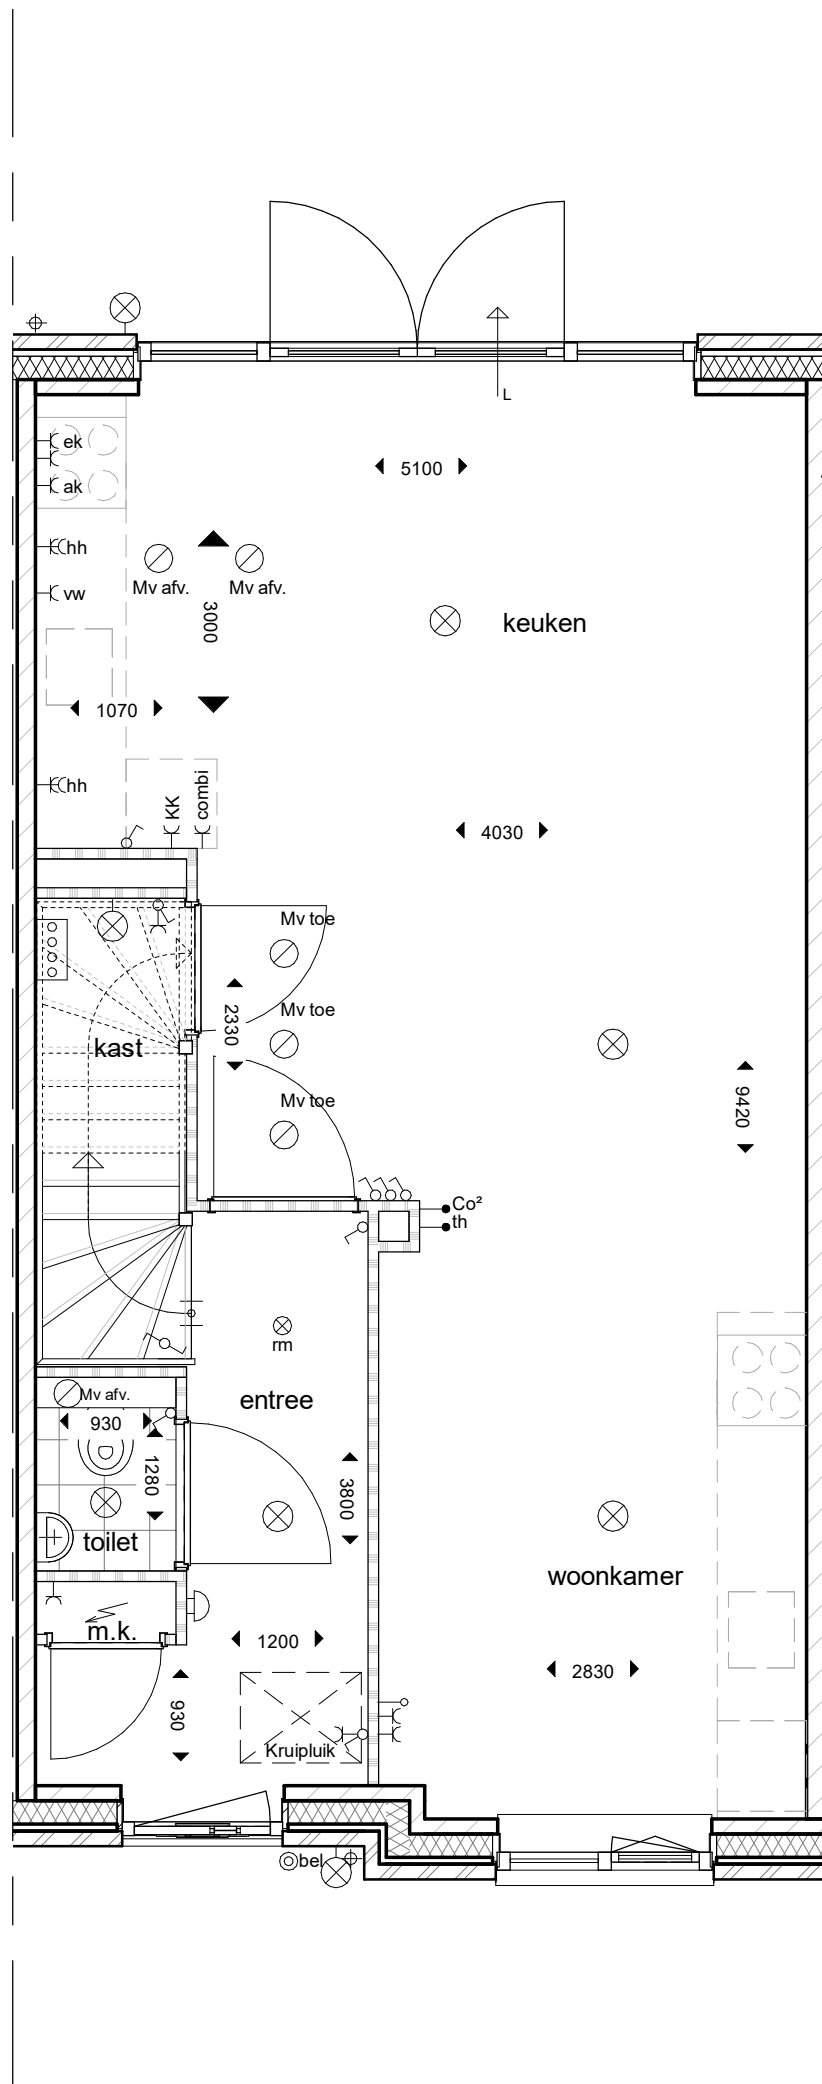 L
ek
5100
ak
hh
Mv afv.
Mv afv.
vw
3000
keuken
1070
hh
KK
combi
4030
Mv toe
2330
Mv toe
kast
9420
Mv toe
Co²
th
rm
entree
Mv afv.
930
1280
3800
toilet
woonkamer
m.k.
1200
2830
930
Kruipluik
bel